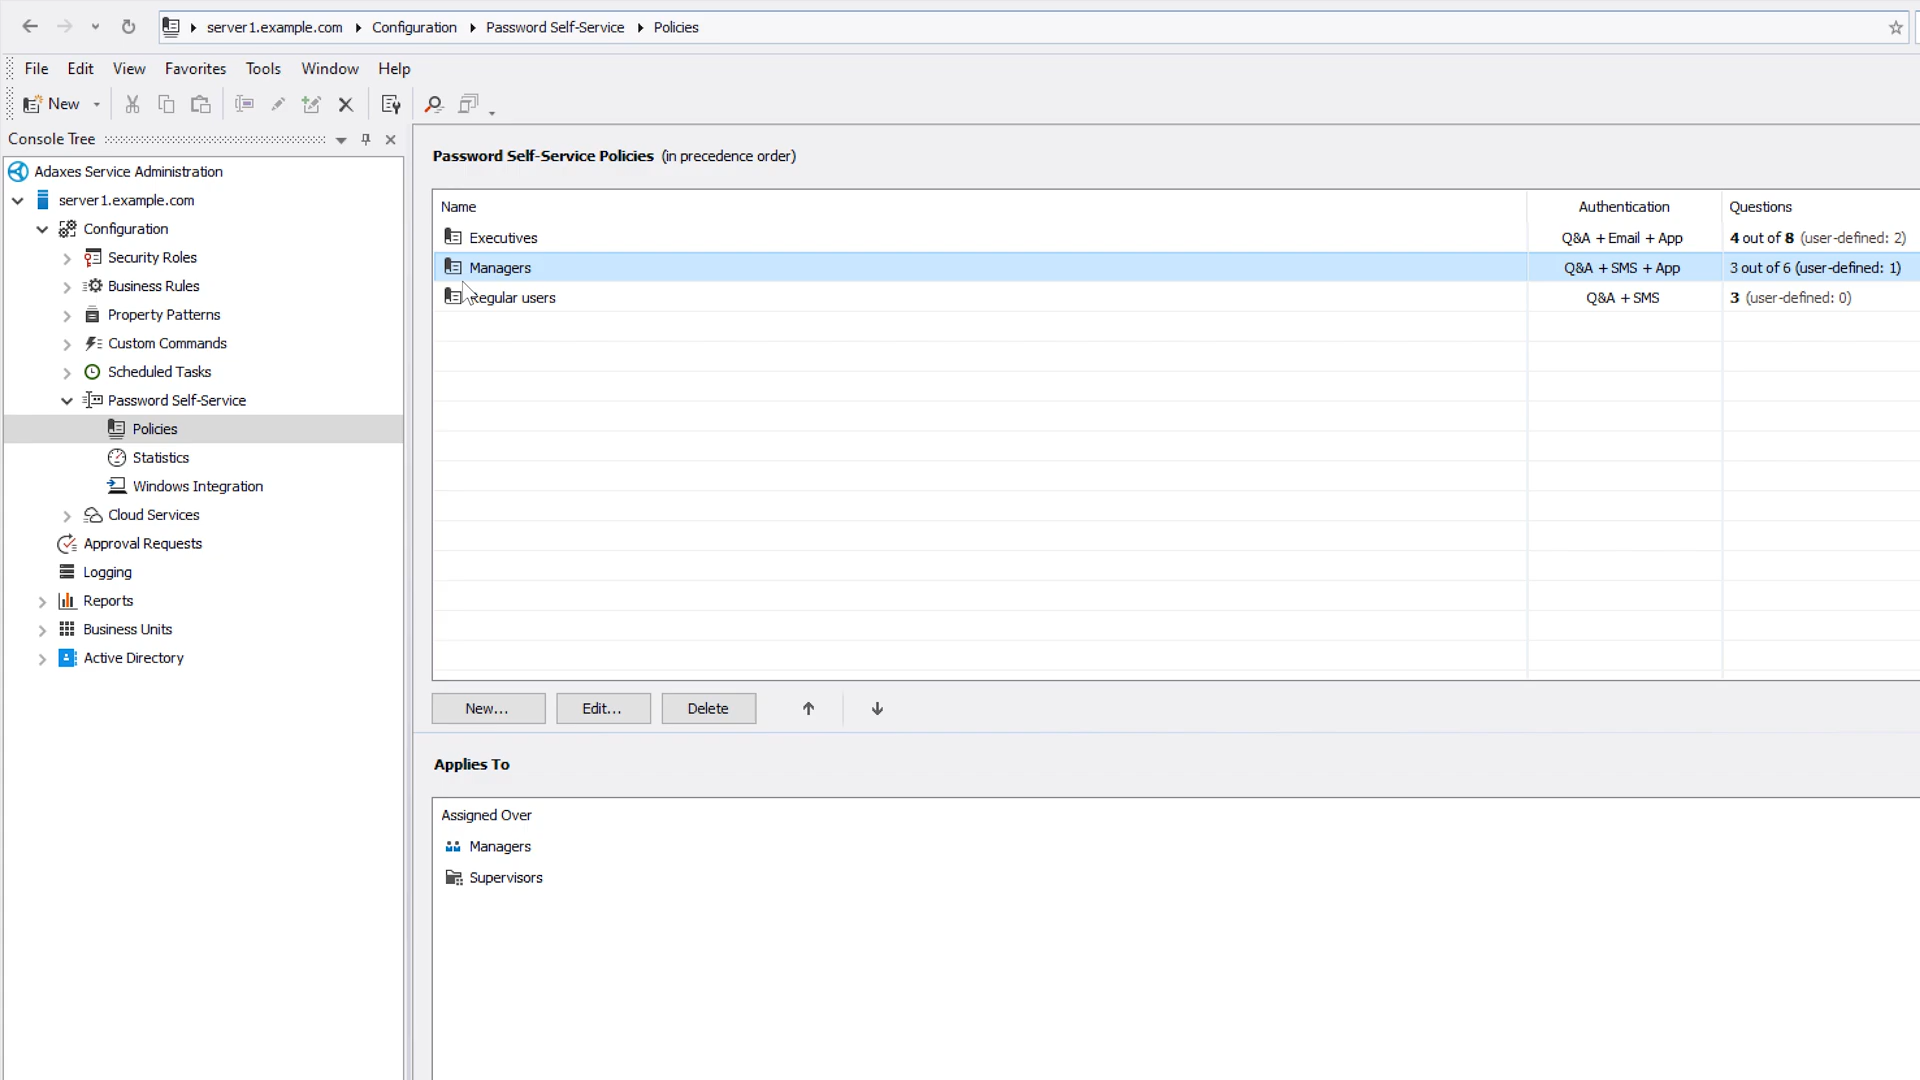 server1.example.com Configuration Password Self-Service Policies
File Edit View Favorites Tools Window Help
New
Console Tree
Adaxes Service Administration
server1.example.com
Configuration
Security Roles
Business Rules
Property Patterns
Custom Commands
Scheduled Tasks
Password Self-Service
Policies
Statistics
Windows Integration
Cloud Services
Approval Requests
Logging
Reports
Business Units
Active Directory
Password Self-Service Policies (in precedence order)
Name Authentication Questions
Executives Q&A + Email + App 4 out of 8 (user-defined: 2)
Managers Q&A + SMS + App 3 out of 6 (user-defined: 1)
Regular users Q&A + SMS 3 (user-defined: 0)
New... Edit... Delete
Applies To
Assigned Over
Managers
Supervisors